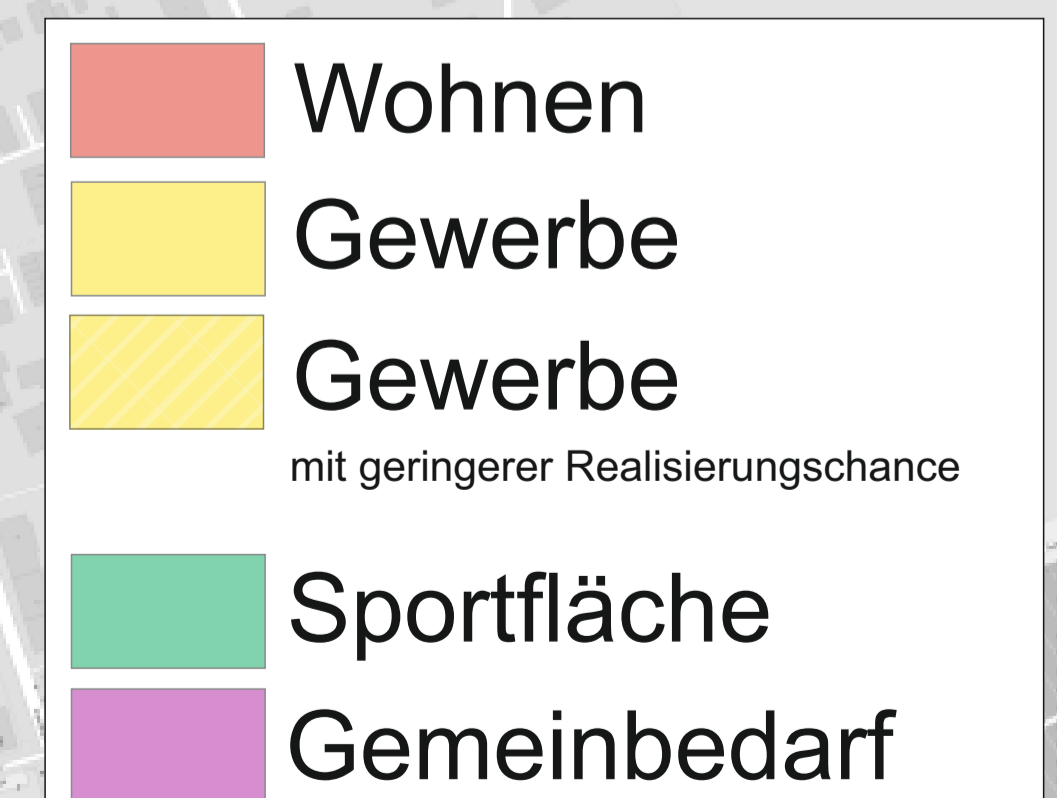 Wohnen
Gewerbe
Gewerbe
mit geringerer Realisierungschance
Sportfläche
Gemeinbedarf